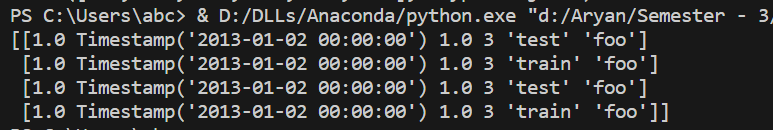 PS C:\Users\abc> & D:/DLLs/Anaconda/python.exe "d:/Aryan/Semester - 3/
[[1.0 Timestamp('2013-01-02 00:00:00') 1.0 3 'test' 'foo']
 [1.0 Timestamp('2013-01-02 00:00:00') 1.0 3 'train' 'foo']
 [1.0 Timestamp('2013-01-02 00:00:00') 1.0 3 'test' 'foo']
 [1.0 Timestamp('2013-01-02 00:00:00') 1.0 3 'train' 'foo']]